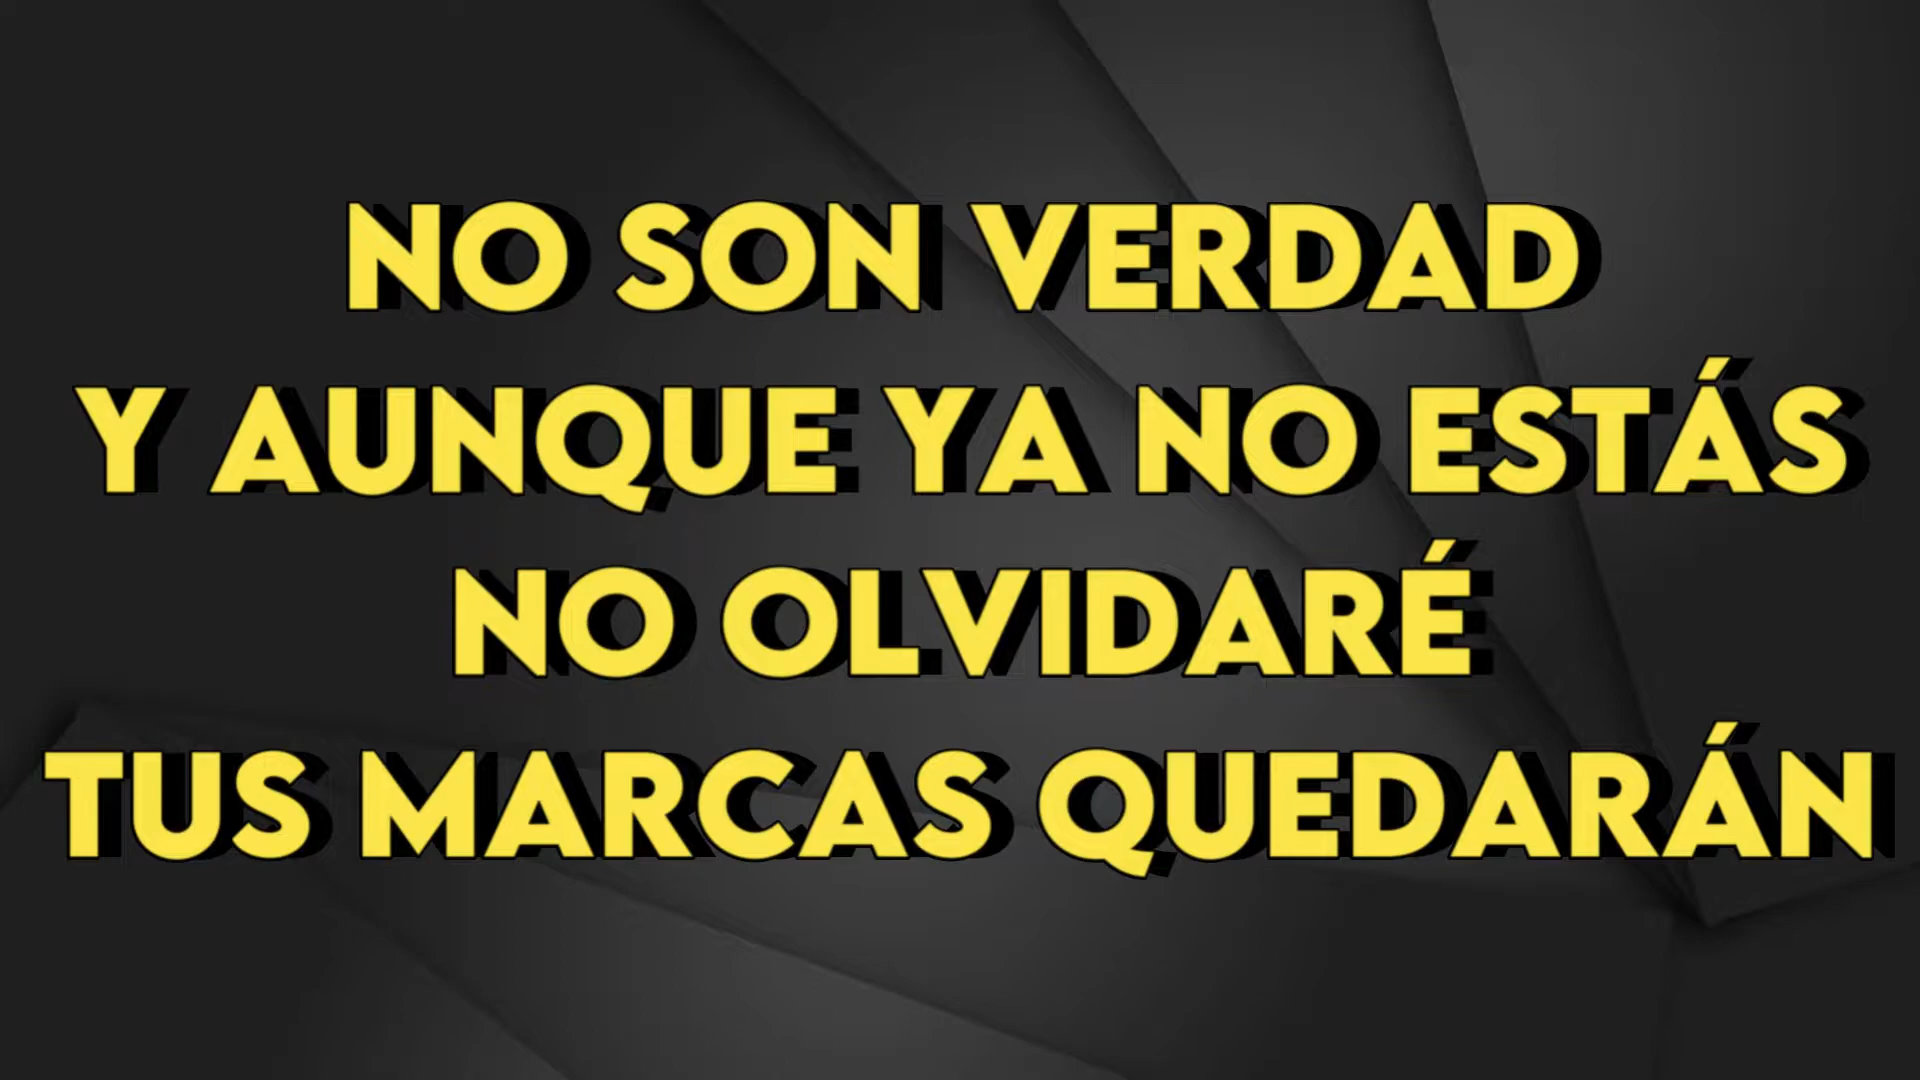 NO SON VERDAD
Y AUNQUE YA NO ESTÁS
NO OLVIDARÉ
TUS MARCAS QUEDARÁN